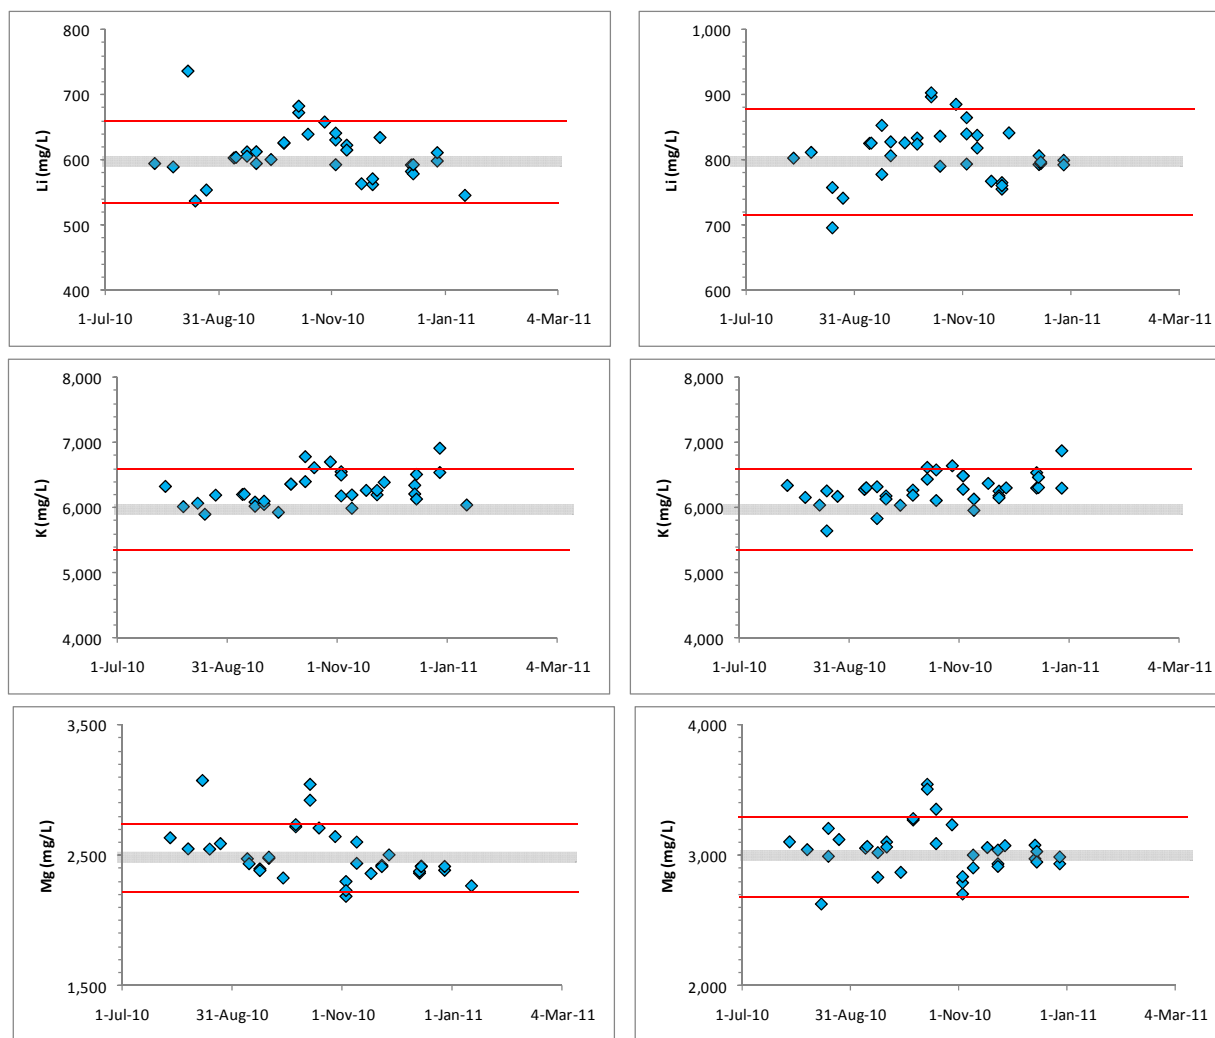 800
700
600
500
400
Li (mg/L)
1-Jul-10 31-Aug-10 1-Nov-10 1-Jan-11 4-Mar-11
1,000
900
800
700
600
Li (mg/L)
1-Jul-10 31-Aug-10 1-Nov-10 1-Jan-11 4-Mar-11
8,000
7,000
6,000
5,000
4,000
K (mg/L)
1-Jul-10 31-Aug-10 1-Nov-10 1-Jan-11 4-Mar-11
8,000
7,000
6,000
5,000
4,000
K (mg/L)
1-Jul-10 31-Aug-10 1-Nov-10 1-Jan-11 4-Mar-11
3,500
2,500
1,500
Mg (mg/L)
1-Jul-10 31-Aug-10 1-Nov-10 1-Jan-11 4-Mar-11
4,000
3,000
2,000
Mg (mg/L)
1-Jul-10 31-Aug-10 1-Nov-10 1-Jan-11 4-Mar-11